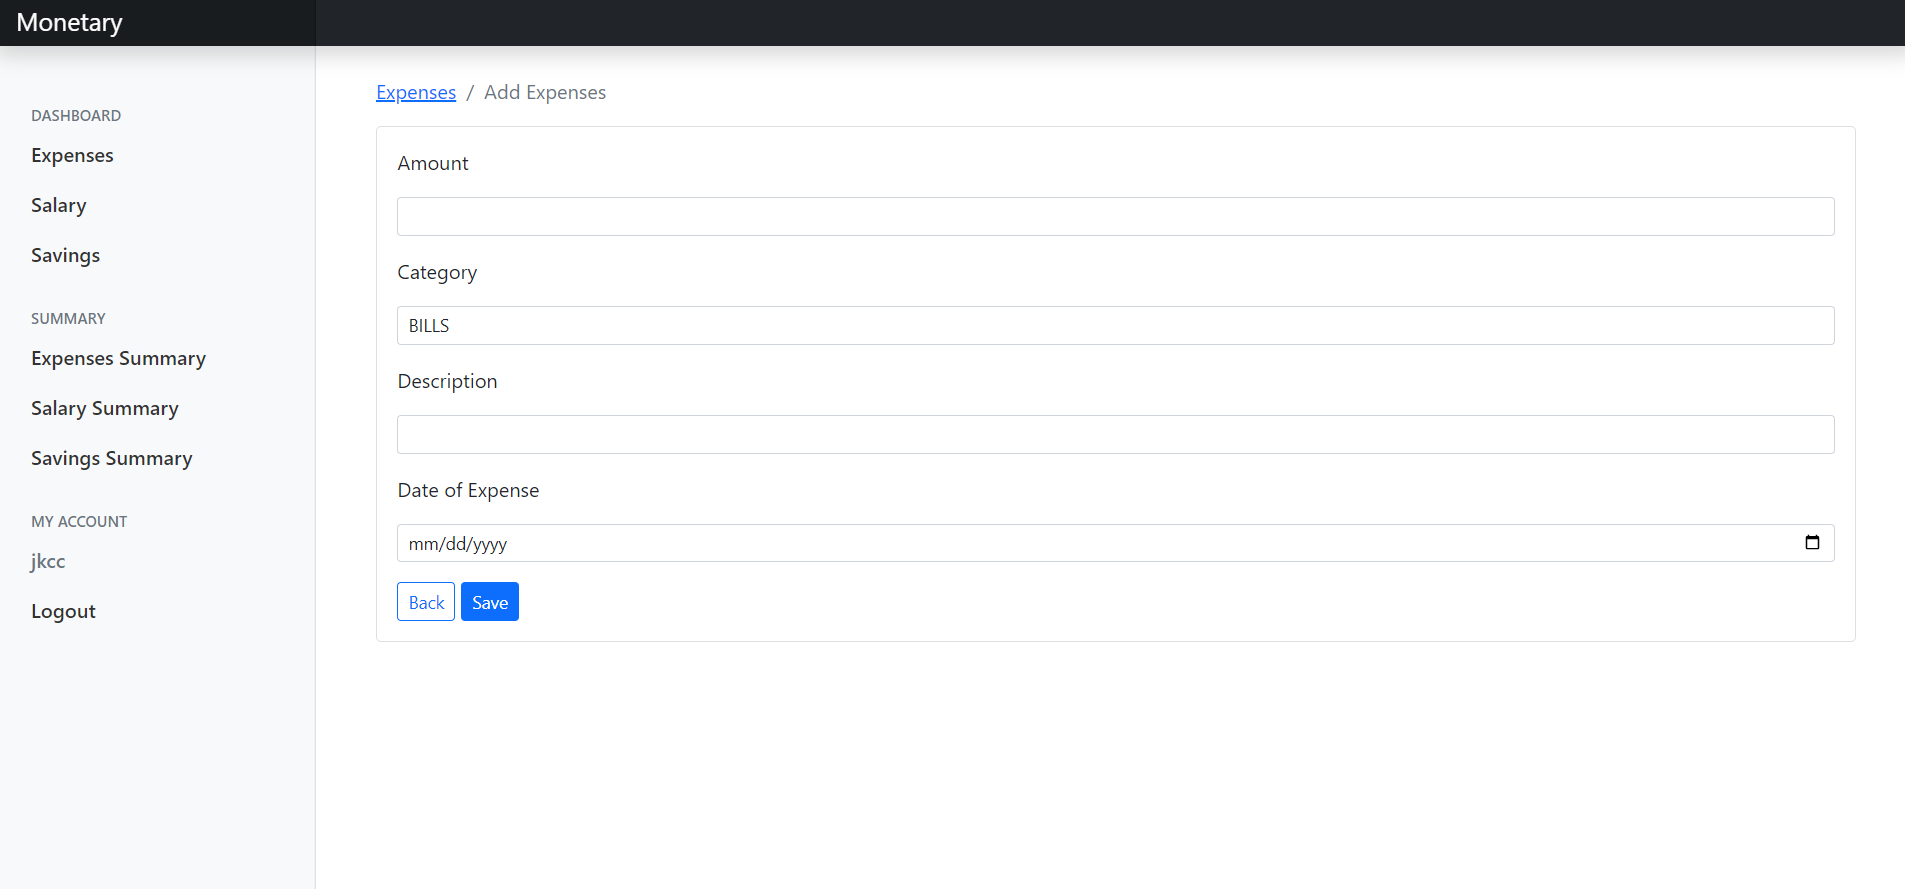 Monetary
DASHBOARD
Expenses
Salary
Savings
SUMMARY
Expenses Summary
Salary Summary
Savings Summary
MY ACCOUNT
jkcc
Logout
Expenses / Add Expenses
Amount
Category
BILLS
Description
Date of Expense
mm/dd/yyyy
Back Save